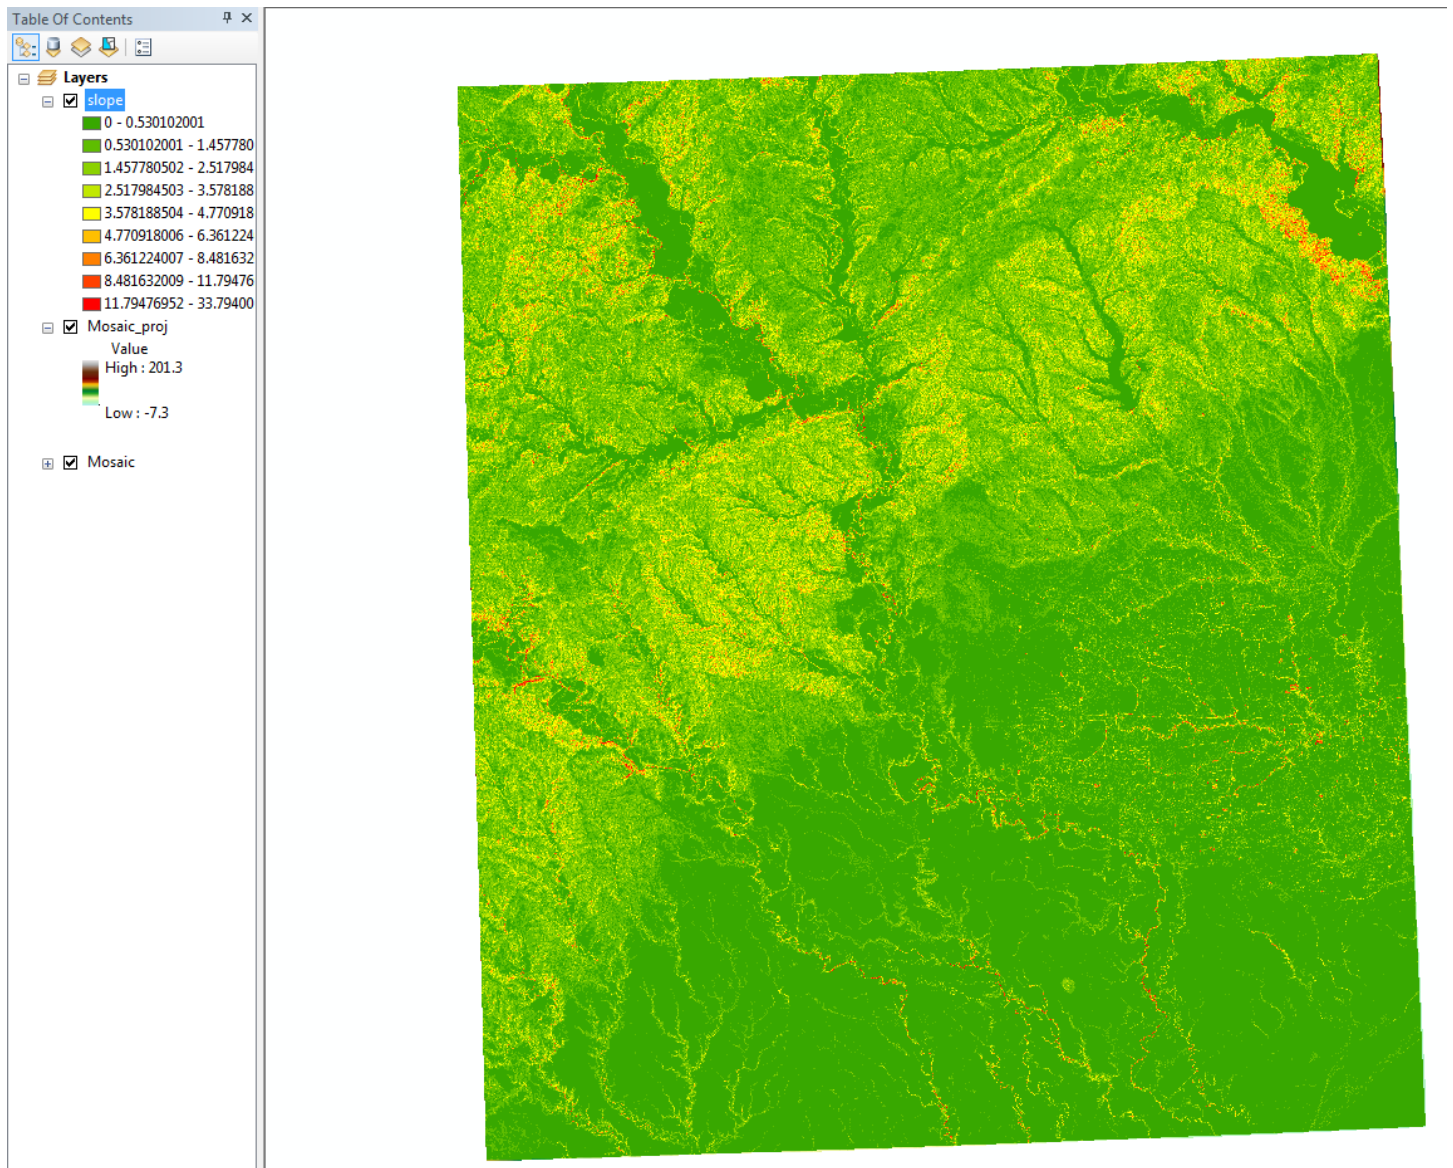 Table Of Contents
Layers
slope
0 - 0.530102001
0.530102001 - 1.457780
1.457780502 - 2.517984
2.517984503 - 3.578188
3.578188504 - 4.770918
4.770918006 - 6.361224
6.361224007 - 8.481632
8.481632009 - 11.79476
11.79476952 - 33.79400
Mosaic_proj
Value
High : 201.3
Low : -7.3
Mosaic